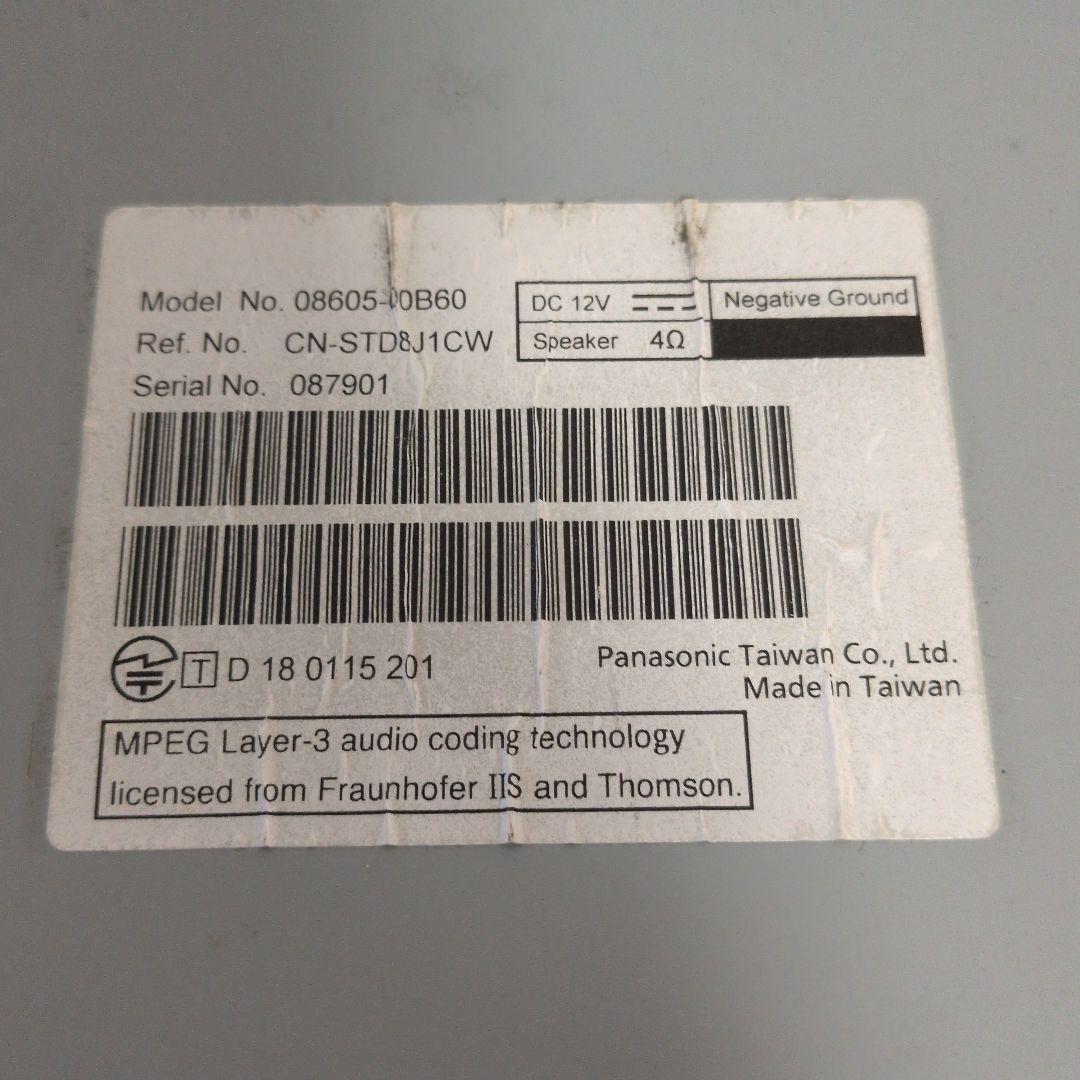 Model No. 08605-00B60
Ref. No. CN-STD8J1CW
Serial No. 087901
DC 12V
Negative Ground
Speaker 4Ω
T D 18 0115 201
Panasonic Taiwan Co., Ltd.
Made in Taiwan
MPEG Layer-3 audio coding technology
licensed from Fraunhofer IIS and Thomson.